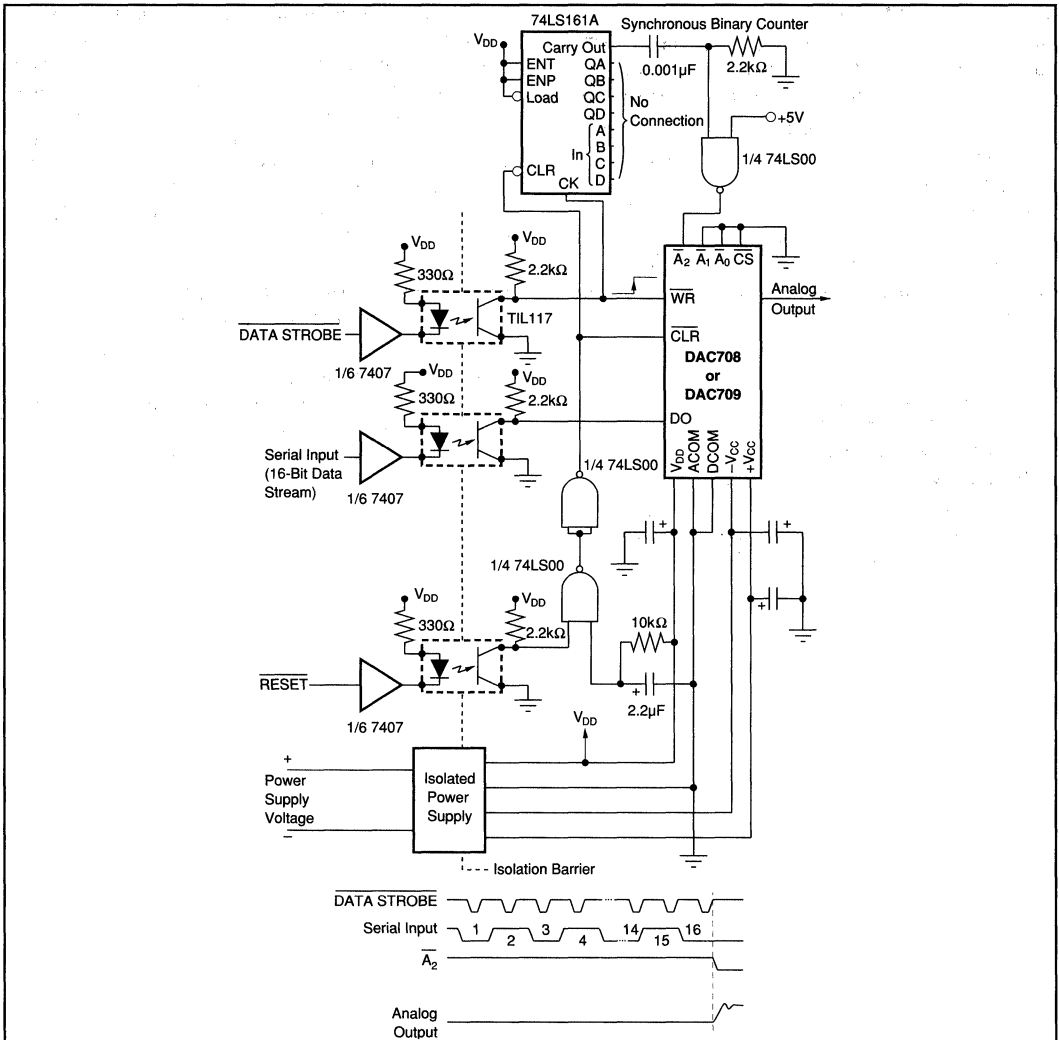 74LS161A
Synchronous Binary Counter
VDD
Carry Out
ENT
QA
0.001µF
2.2kΩ
ENP
QB
Load
QC
No
Connection
QD
A
+5V
In
B
C
1/4 74LS00
CLR
D
CK
VDD
VDD
A2 A1 A0 CS
330Ω
2.2kΩ
Analog
Output
WR
TIL117
DATA STROBE
CLR
DAC708
or
DAC709
1/6 7407
VDD
VDD
330Ω
2.2kΩ
DO
VDD
ACOM
DCOM
–VCC
+VCC
Serial Input
(16-Bit Data
Stream)
1/4 74LS00
1/6 7407
+
+
1/4 74LS00
VDD
VDD
+
330Ω
2.2kΩ
10kΩ
RESET
+
2.2µF
1/6 7407
VDD
+
Power
Supply
Voltage
–
Isolated
Power
Supply
Isolation Barrier
DATA STROBE
Serial Input
1 2 3 4 14 15 16
A2
Analog
Output